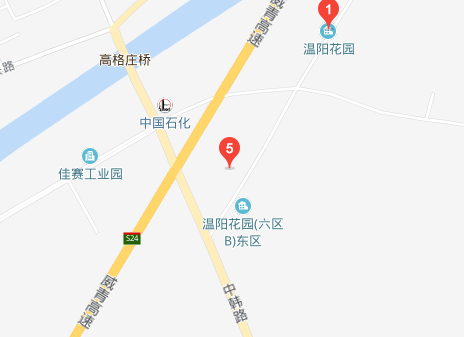 1
威青高速
温阳花园
高格庄桥
路
中国石化
5
佳赛工业园
温阳花园(六区
B)东区
S24
威青高速
中韩路